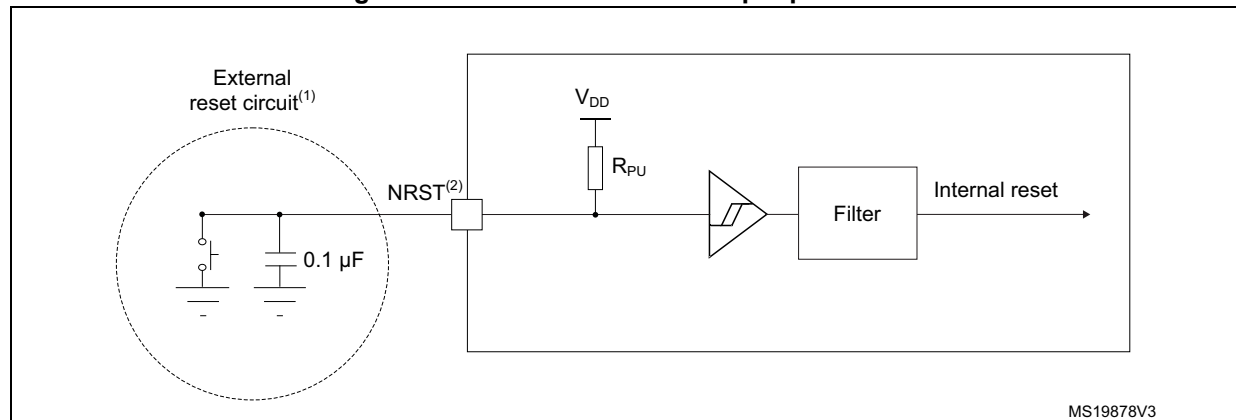 External
reset circuit(1)
VDD
RPU
NRST(2)
Filter
Internal reset
0.1 µF
MS19878V3